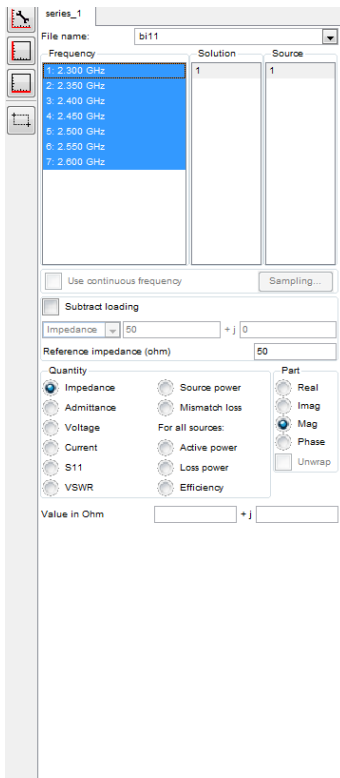 series_1
File name: bi11
Frequency Solution Source
1: 2.300 GHz 1 1
2: 2.350 GHz
3: 2.400 GHz
4: 2.450 GHz
5: 2.500 GHz
6: 2.550 GHz
7: 2.600 GHz
Use continuous frequency Sampling...
Subtract loading
Impedance 50 + j 0
Reference impedance (ohm) 50
Quantity Part
Impedance Source power Real
Admittance Mismatch loss Imag
Voltage For all sources: Mag
Current Active power Phase
S11 Loss power Unwrap
VSWR Efficiency
Value in Ohm + j